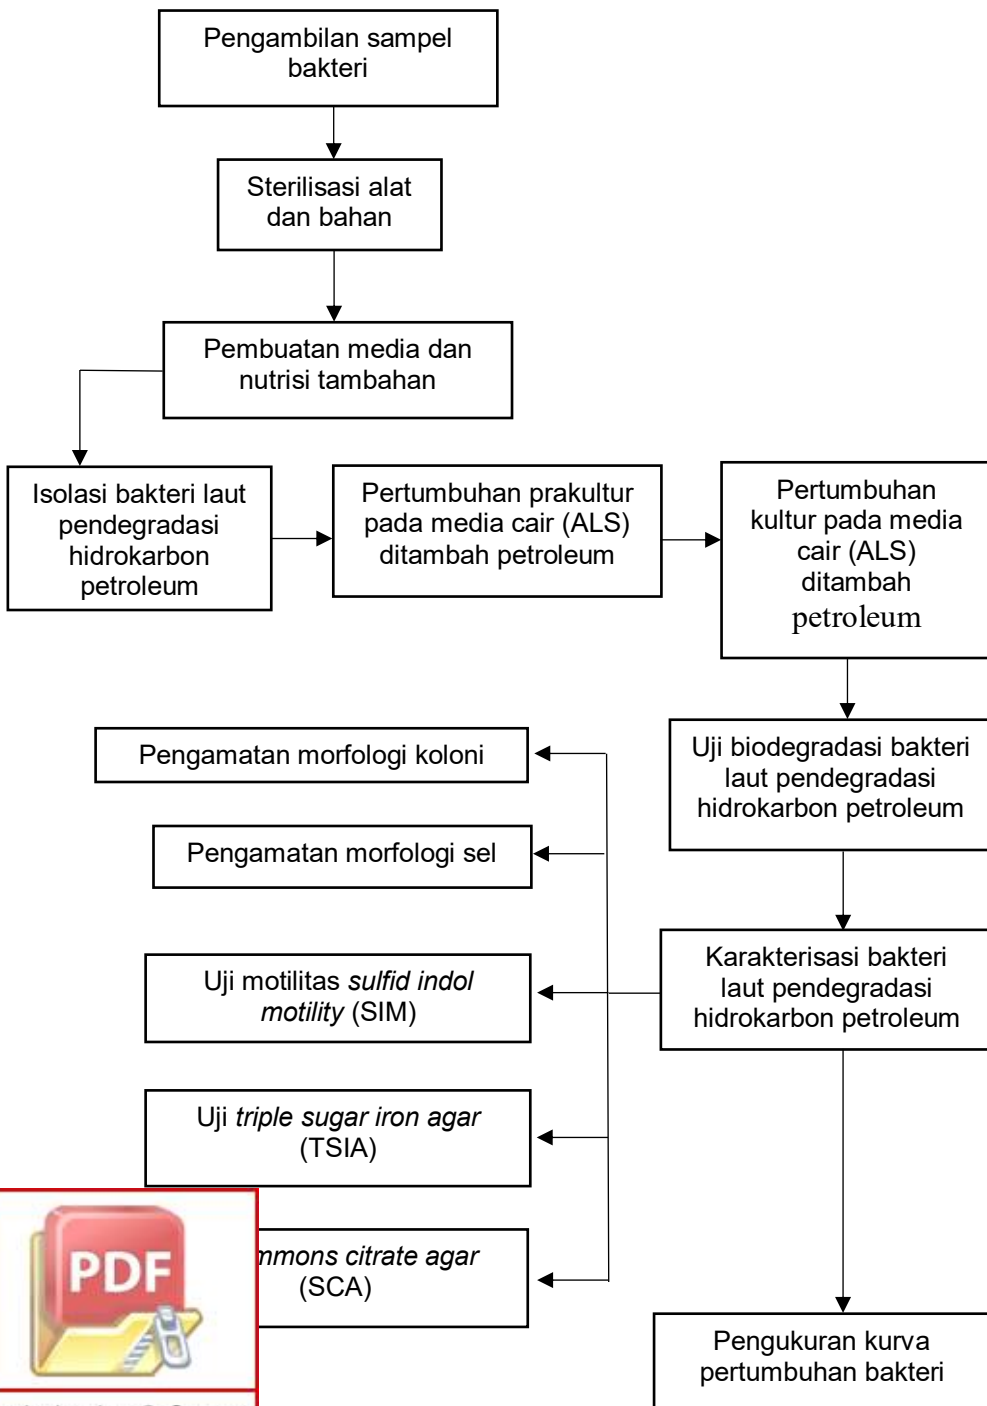 Pengambilan sampel
bakteri
Sterilisasi alat
dan bahan
Pembuatan media dan
nutrisi tambahan
Isolasi bakteri laut
pendegradasi
hidrokarbon
petroleum
Pertumbuhan prakultur
pada media cair (ALS)
ditambah petroleum
Pertumbuhan
kultur pada media
cair (ALS)
ditambah
petroleum
Uji biodegradasi bakteri
laut pendegradasi
hidrokarbon petroleum
Karakterisasi bakteri
laut pendegradasi
hidrokarbon petroleum
Pengamatan morfologi koloni
Pengamatan morfologi sel
Uji motilitas sulfid indol
motility (SIM)
Uji triple sugar iron agar
(TSIA)
citrate agar
(SCA)
Pengukuran kurva
pertumbuhan bakteri
PDF